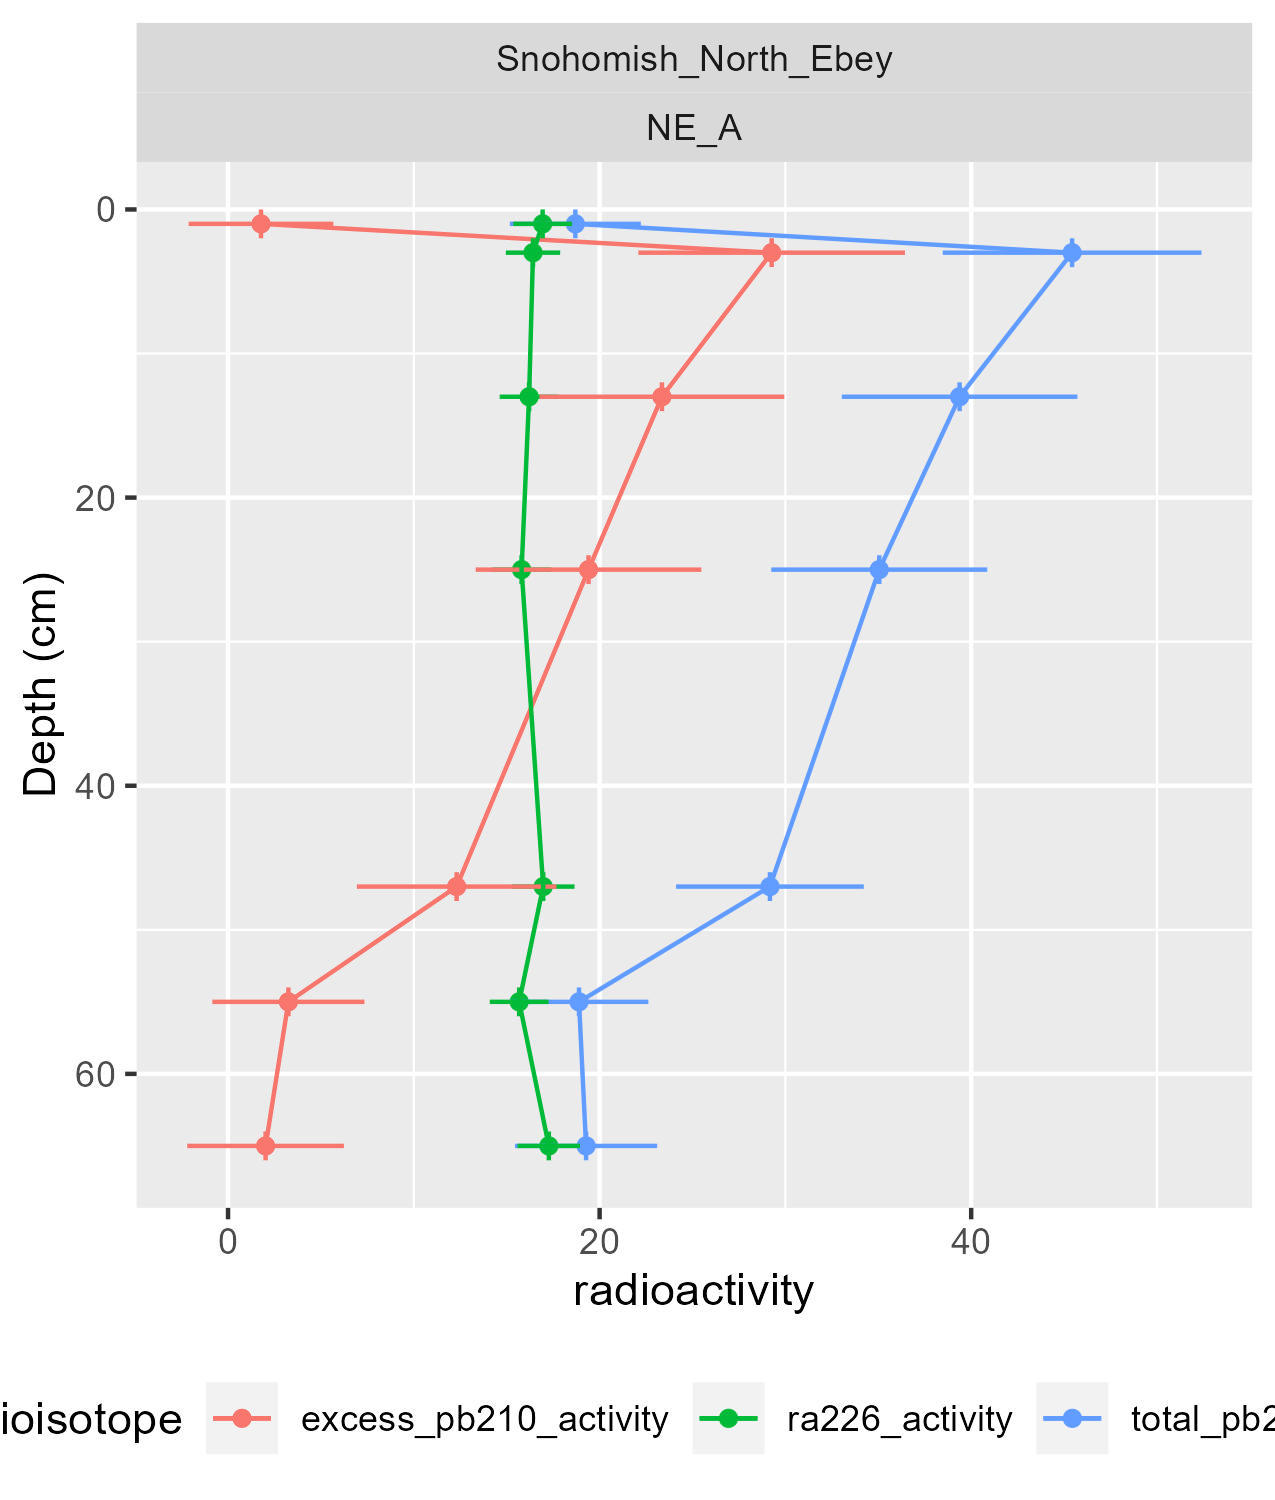 Snohomish_North_Ebey
NE_A
0
20
40
60
Depth (cm)
0 20 40
radioactivity
ioisotope excess_pb210_activity ra226_activity total_pb2